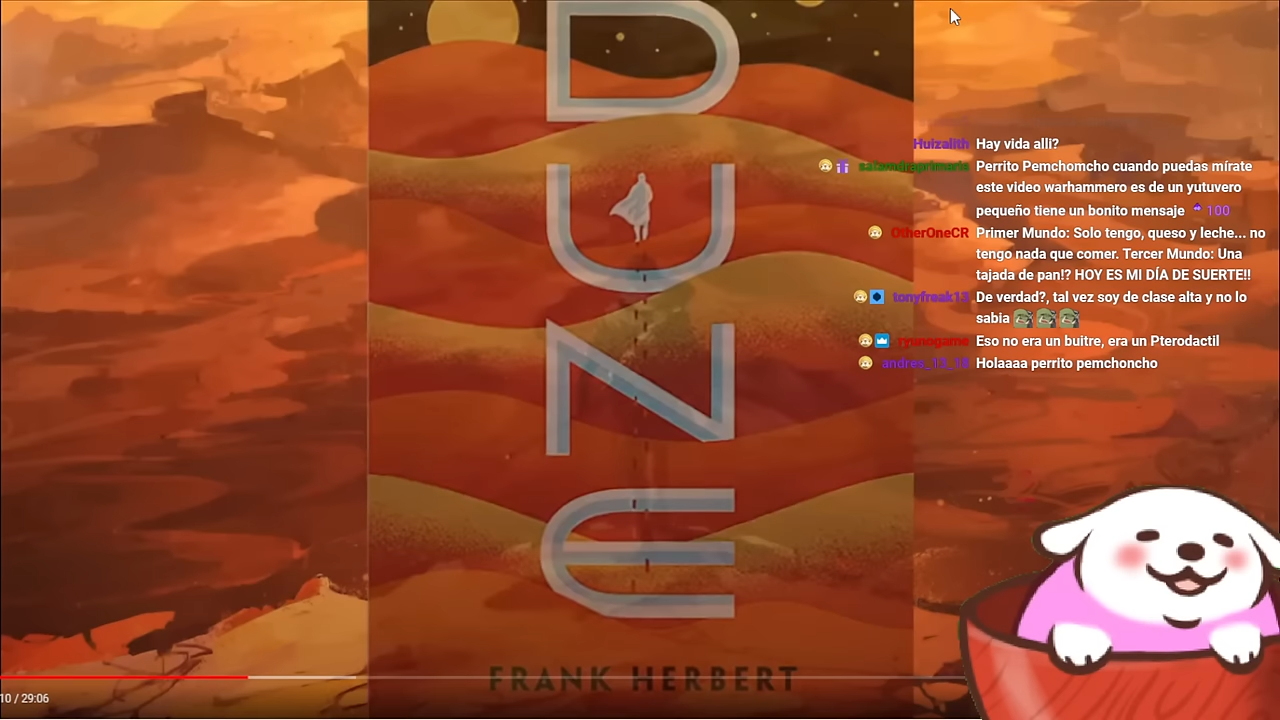 DUNE
FRANK HERBERT
Huizalith Hay vida alli?
Perrito Pemchomcho cuando puedas mírate
este video warhammero es de un yutuvero
pequeño tiene un bonito mensaje 100
OtherOneCR Primer Mundo: Solo tengo, queso y leche... no
tengo nada que comer. Tercer Mundo: Una
tajada de pan!? HOY ES MI DÍA DE SUERTE!!
tonyfreak13 De verdad?, tal vez soy de clase alta y no lo
sabia
ryunogame Eso no era un buitre, era un Pterodactil
Holaaaa perrito pemchoncho
10 / 29:06